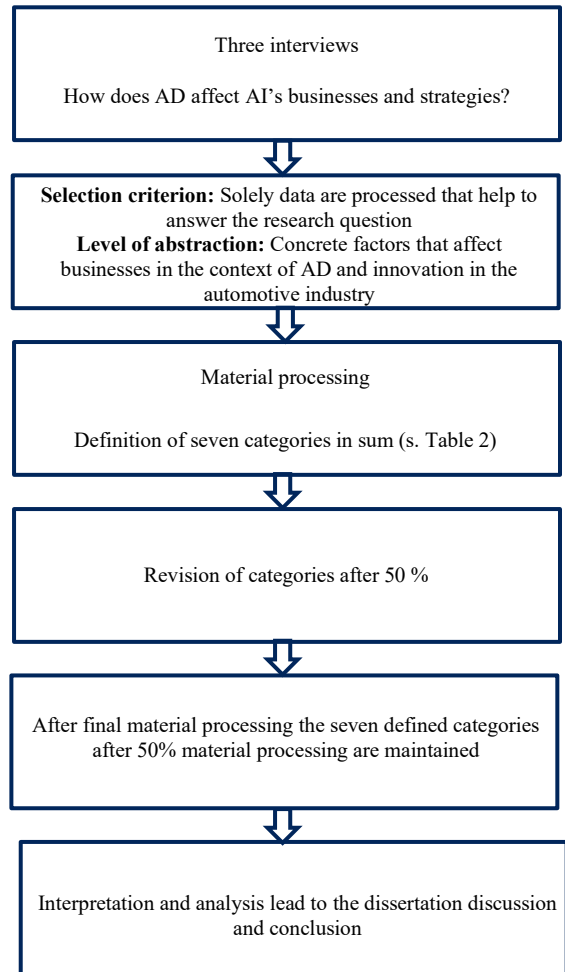 Three interviews
How does AD affect AI's businesses and strategies?
Selection criterion: Solely data are processed that help to
answer the research question
Level of abstraction: Concrete factors that affect
businesses in the context of AD and innovation in the
automotive industry
Material processing
Definition of seven categories in sum (s. Table 2)
Revision of categories after 50 %
After final material processing the seven defined categories
after 50% material processing are maintained
Interpretation and analysis lead to the dissertation discussion
and conclusion